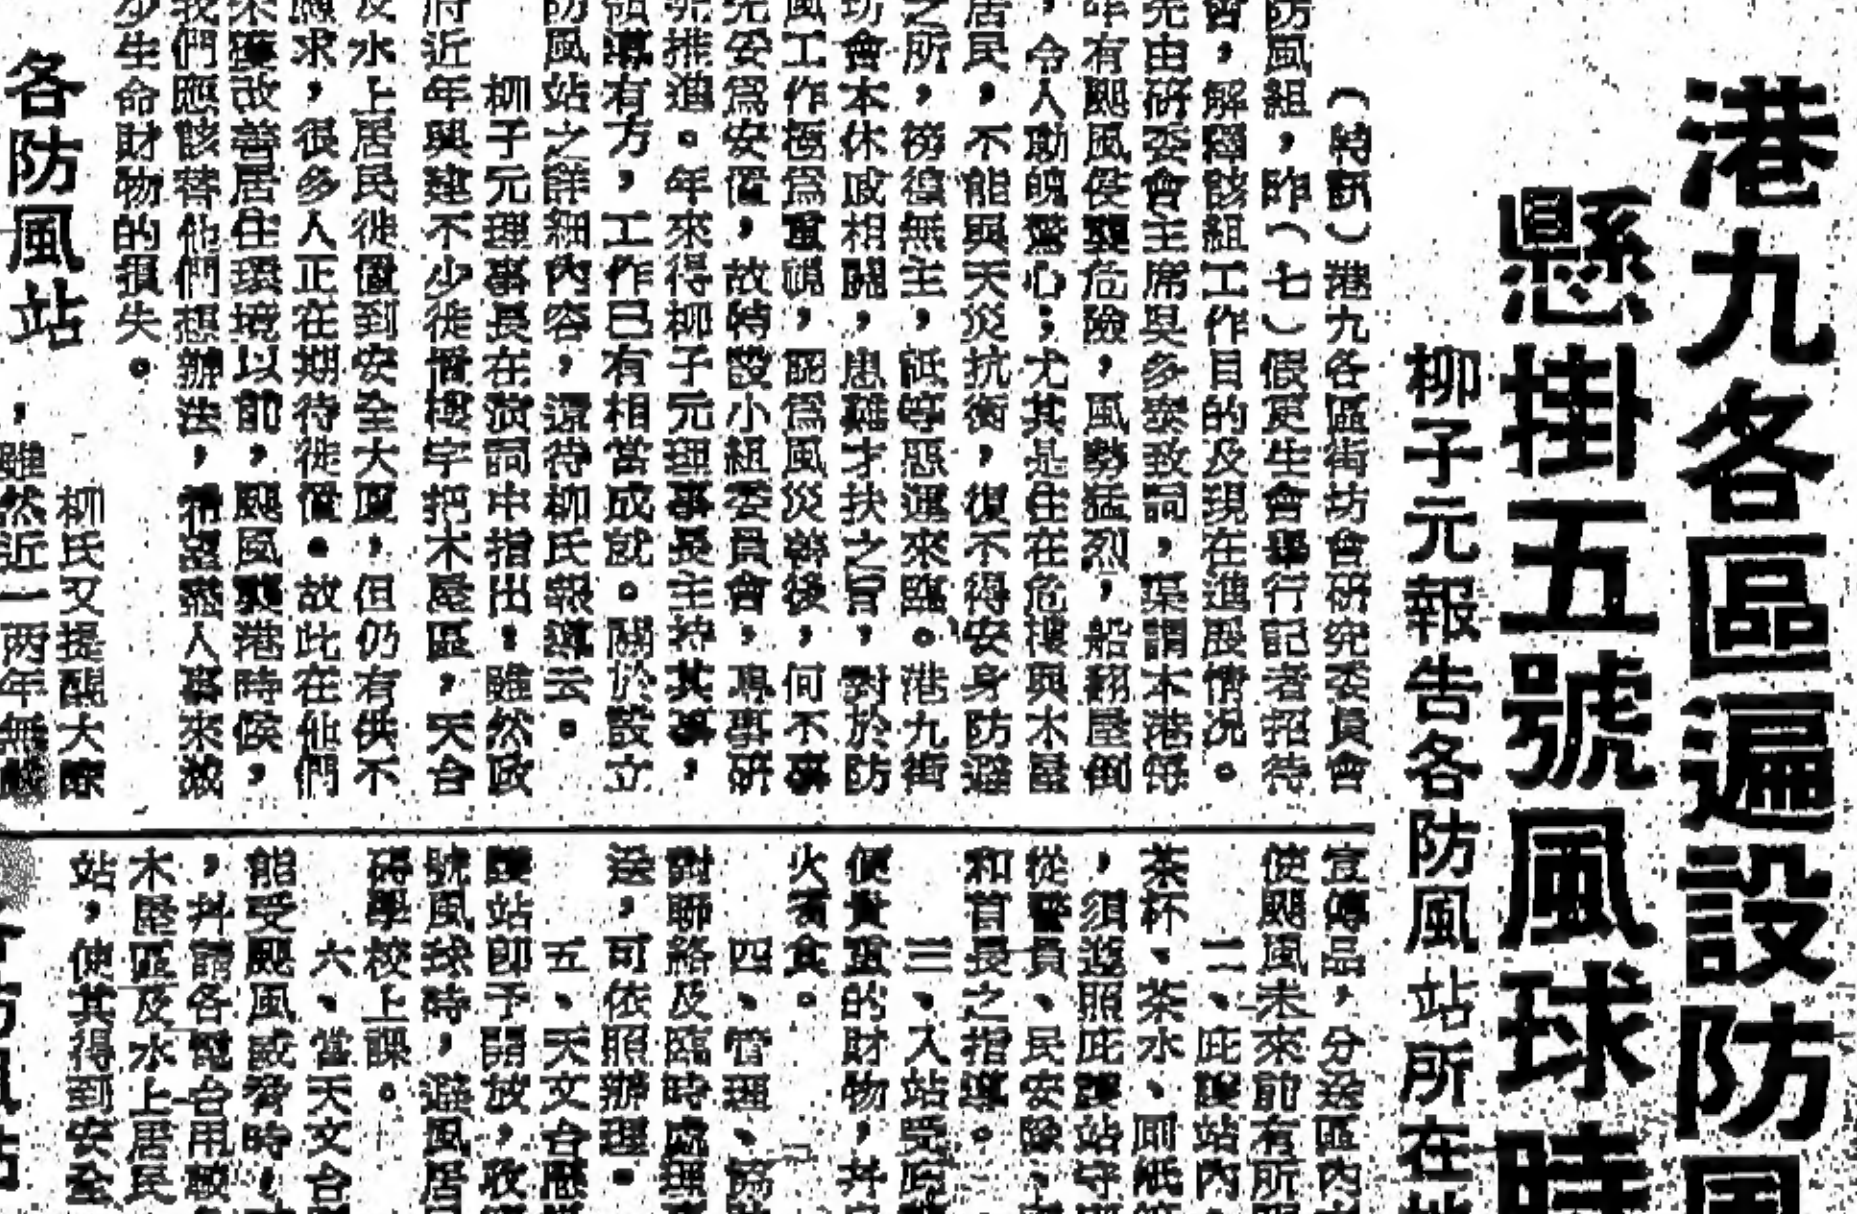 港九各區遍設防風
懸掛五號風球時
柳子元報告各防風站所在地
(特訊)港九各區街坊會研究委員會
防風組,昨(七)假更生會舉行記者招待
會,解釋該組工作目的及現在進展情况。
先由研委會主席吳多泰致詞,某謂本港每
年有颶風侵襲危險,風勢猛烈,船翻屋倒
,令人動魄驚心;尤其是住在危樓與木屋
居民,不能與天災抗衡,復不得安身防避
之所,徬徨無主,詆等惡運來臨。港九街
坊會本休戚相關,患難才扶之旨,對於防
風工作極爲重視,認爲風災善後,何不事
先妥爲安置,故特設小組委員會,專事研
究推進。年來得柳子元理事長主持其事,
領導有方,工作已有相當成就。關於設立
防風站之詳細內容,還待柳氏報導云。
柳子元理事長在演詞中指出,雖然政
府近年興建不少徙置樓宇把木屋區,天台
及水上居民徙置到安全大廈,但仍有供不
應求,很多人正在期待徙置。故此在他們
未獲改善居住環境以前,颶風襲港時候,
我們應該替他們想辦法,希望盡人事來減
少生命財物的損失。
柳氏又提醒大家
,雖然近一两年無
各防風站
宣傳品,分送區內
使颶風未來前有所
二、庇護站內
茶杯、茶水、厠紙
,須遵照庇護站守
從警員、民安隊、
和首長之指導。
三、入站受庇
便貴重的財物,并
火煑食。
四、管理、協
對聯絡及臨時處理
送,可依照辦理。
五、天文台懸
護站卽予開放,收
號風球時,避風居
碍學校上課。
六、當天文台
能受颶風威脅時,
,幷請各電台用
木屋區及水上居民
站,使其得到安全